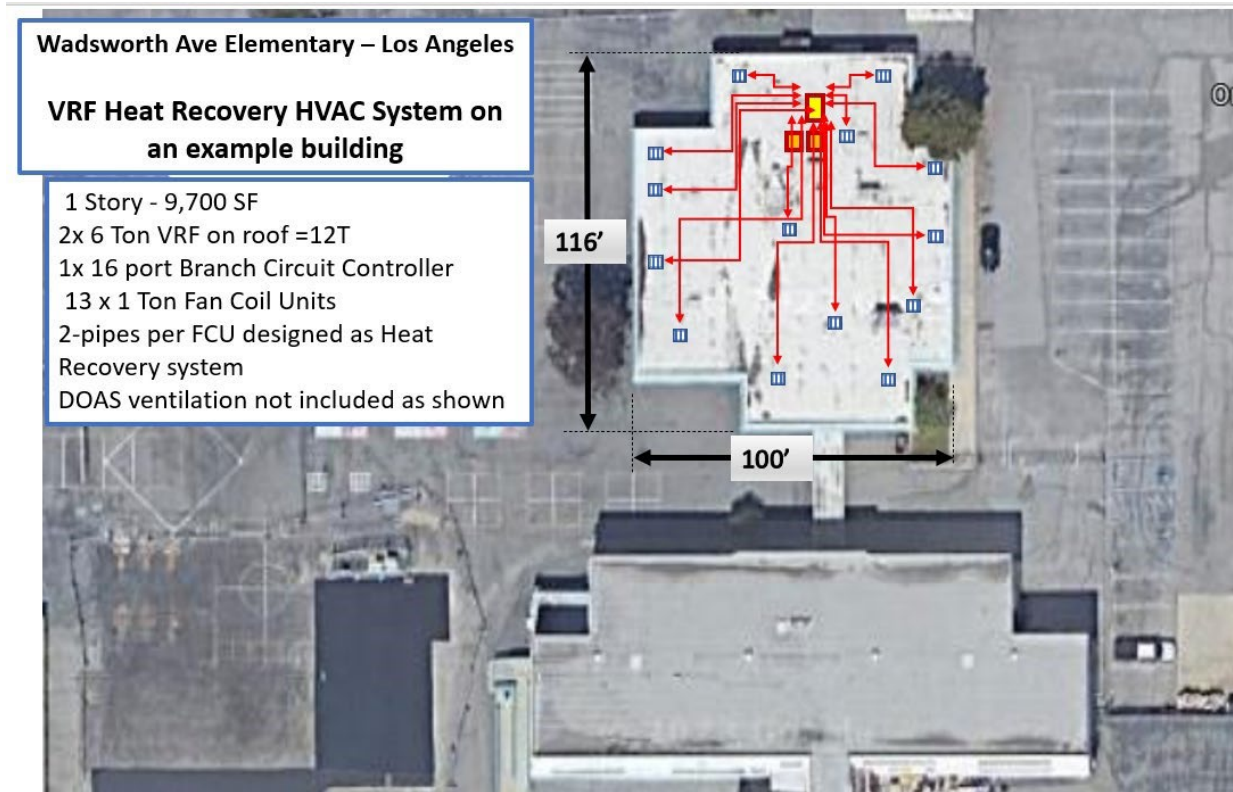 Wadsworth Ave Elementary – Los Angeles
VRF Heat Recovery HVAC System on
an example building
1 Story - 9,700 SF
2x 6 Ton VRF on roof =12T
1x 16 port Branch Circuit Controller
13 x 1 Ton Fan Coil Units
2-pipes per FCU designed as Heat
Recovery system
DOAS ventilation not included as shown
116’
100’